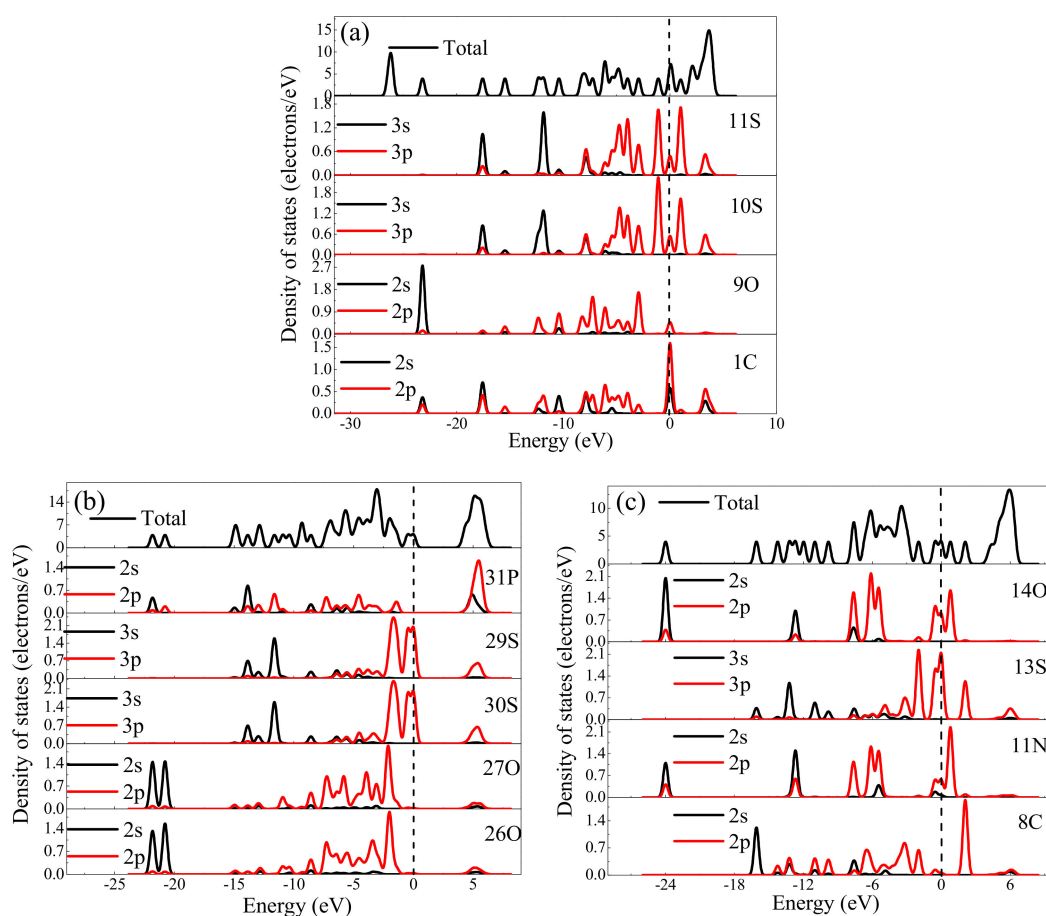 (a)
Total
15
10
5
0
1.8
1.2
0.6
0.0
3s
3p
11S
1.8
1.2
0.6
0.0
3s
3p
10S
2.7
1.8
0.9
0.0
2s
2p
9O
1.5
1.0
0.5
0.0
2s
2p
1C
-30 -20 -10 0 10
Energy (eV)
Density of states (electrons/eV)
(b)
Total
14
7
0
1.4
0.7
0.0
2s
2p
31P
2.1
1.4
0.7
0.0
3s
3p
29S
2.1
1.4
0.7
0.0
3s
3p
30S
1.4
0.7
0.0
2s
2p
27O
1.4
0.7
0.0
2s
2p
26O
-25 -20 -15 -10 -5 0 5
Energy (eV)
Density of states (electrons/eV)
(c)
Total
10
5
0
2.1
1.4
0.7
0.0
2s
2p
14O
2.1
1.4
0.7
0.0
3s
3p
13S
2.1
1.4
0.7
0.0
2s
2p
11N
1.4
0.7
0.0
2s
2p
8C
-24 -18 -12 -6 0 6
Energy (eV)
Density of states (electrons/eV)